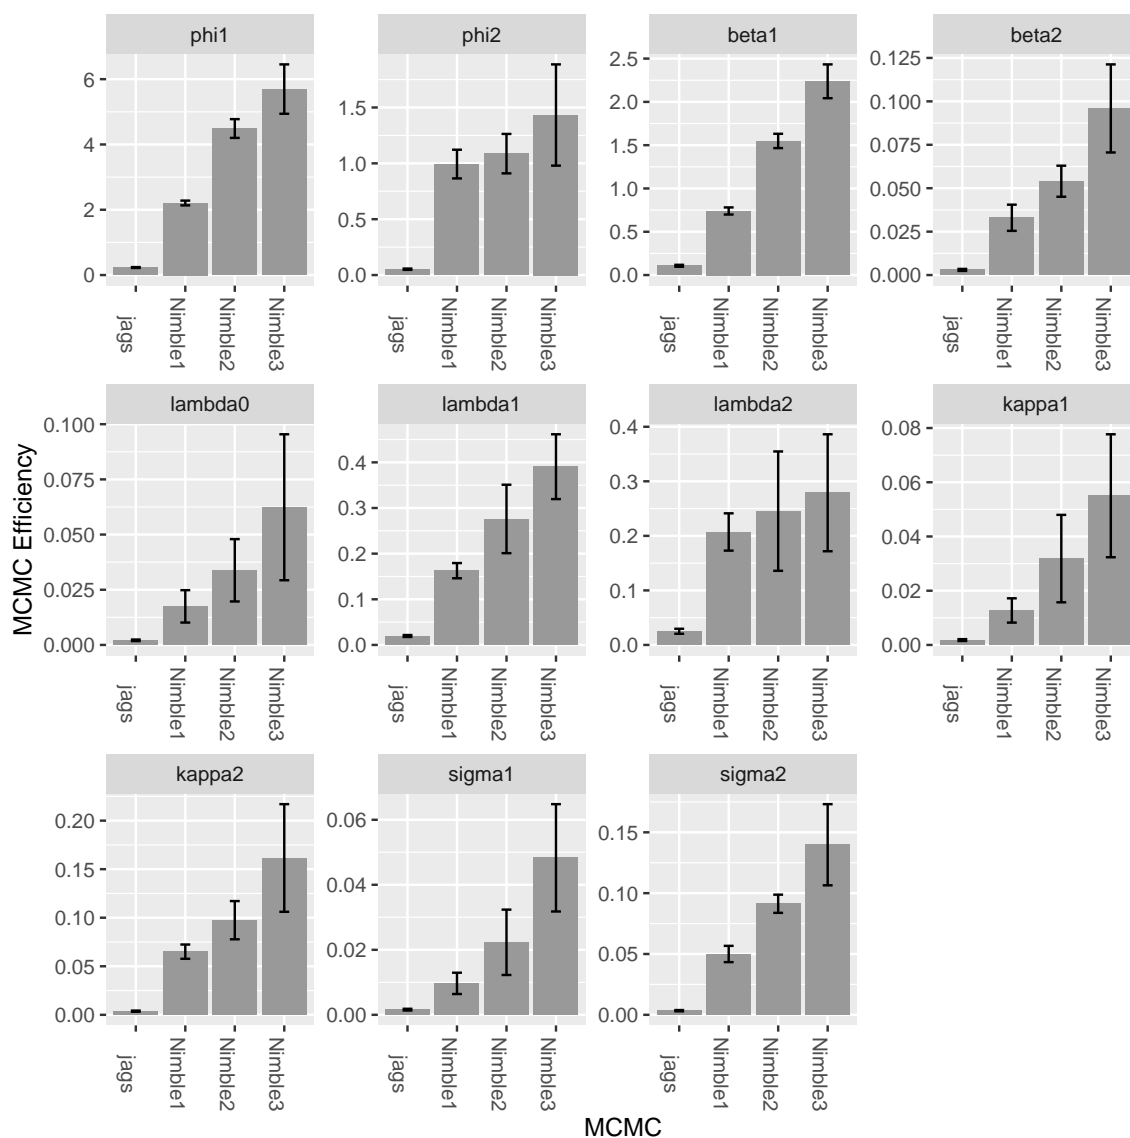 phi1
phi2
beta1
beta2
6
4
2
0
1.5
1.0
0.5
0.0
2.5
2.0
1.5
1.0
0.5
0.0
0.125
0.100
0.075
0.050
0.025
0.000
jags
Nimble1
Nimble2
Nimble3
jags
Nimble1
Nimble2
Nimble3
jags
Nimble1
Nimble2
Nimble3
jags
Nimble1
Nimble2
Nimble3
MCMC Efficiency
lambda0
lambda1
lambda2
kappa1
0.100
0.075
0.050
0.025
0.000
0.4
0.3
0.2
0.1
0.0
0.4
0.3
0.2
0.1
0.0
0.08
0.06
0.04
0.02
0.00
jags
Nimble1
Nimble2
Nimble3
jags
Nimble1
Nimble2
Nimble3
jags
Nimble1
Nimble2
Nimble3
jags
Nimble1
Nimble2
Nimble3
kappa2
sigma1
sigma2
0.20
0.15
0.10
0.05
0.00
0.06
0.04
0.02
0.00
0.15
0.10
0.05
0.00
jags
Nimble1
Nimble2
Nimble3
jags
Nimble1
Nimble2
Nimble3
jags
Nimble1
Nimble2
Nimble3
MCMC